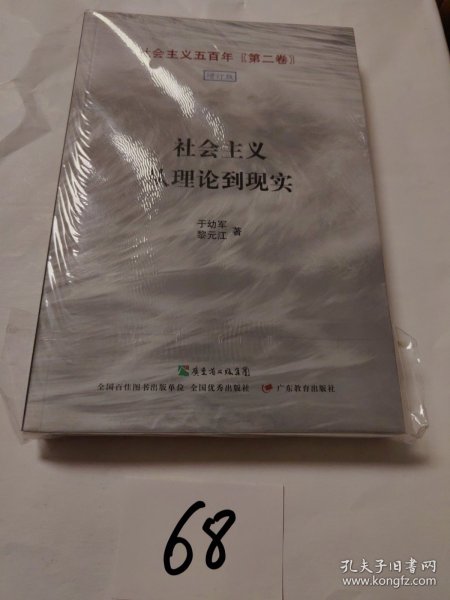 社会主义五百年〔第二卷〕
增订版
社会主义
从理论到现实
于幼军
黎元江 著
广东省出版集团
全国百佳图书出版单位 全国优秀出版社 广东教育出版社
68
孔夫子旧书网
www.kongfz.com